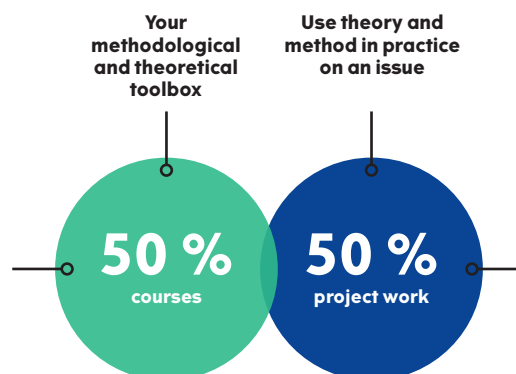 Your
methodological
and theoretical
toolbox
Use theory and
method in practice
on an issue
50 %
courses
50 %
project work